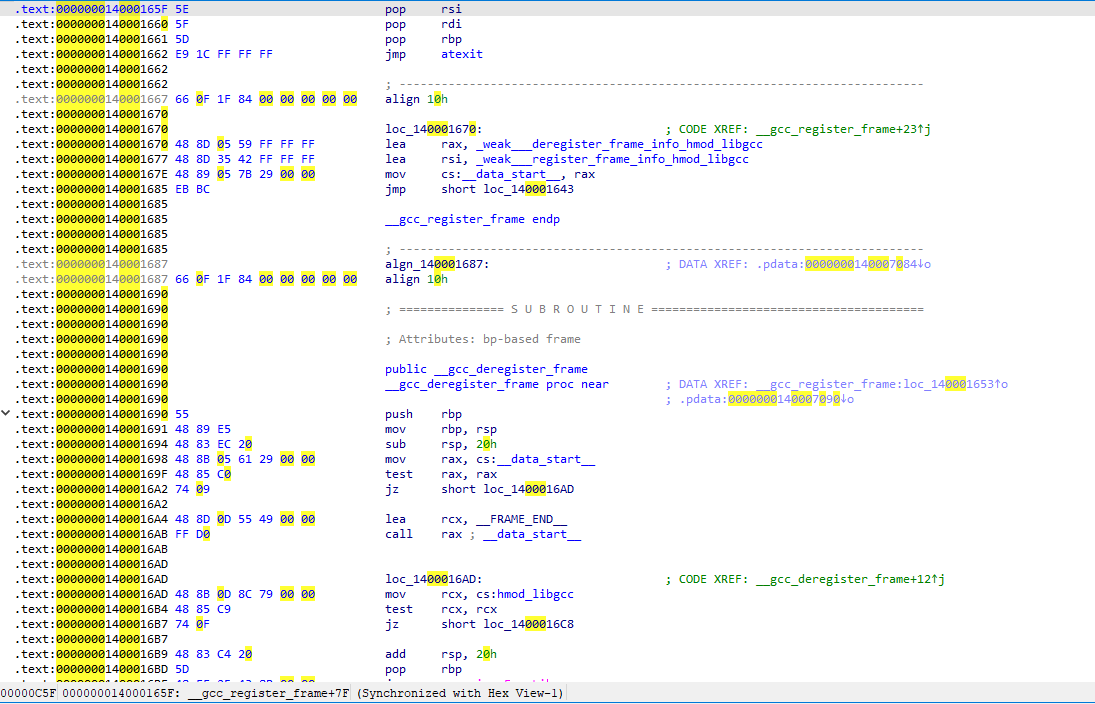 .text:000000014000165F 5E pop rsi
.text:0000000140001660 5F pop rdi
.text:0000000140001661 5D pop rbp
.text:0000000140001662 E9 1C FF FF FF jmp atexit
.text:0000000140001662
.text:0000000140001662 ; ---------------------------------------------------------------------------
.text:0000000140001667 66 0F 1F 84 00 00 00 00 00 align 10h
.text:0000000140001670
.text:0000000140001670 loc_140001670: ; CODE XREF: __gcc_register_frame+23↑j
.text:0000000140001670 48 8D 05 59 FF FF FF lea rax, _weak___deregister_frame_info_hmod_libgcc
.text:0000000140001677 48 8D 35 42 FF FF FF lea rsi, _weak___register_frame_info_hmod_libgcc
.text:000000014000167E 48 89 05 7B 29 00 00 mov cs:__data_start__, rax
.text:0000000140001685 EB BC jmp short loc_140001643
.text:0000000140001685
.text:0000000140001685 __gcc_register_frame endp
.text:0000000140001685
.text:0000000140001685 ; ---------------------------------------------------------------------------
.text:0000000140001687 algn_140001687: ; DATA XREF: .pdata:0000000140007084↓o
.text:0000000140001687 66 0F 1F 84 00 00 00 00 00 align 10h
.text:0000000140001690
.text:0000000140001690 ; =============== S U B R O U T I N E =======================================
.text:0000000140001690
.text:0000000140001690 ; Attributes: bp-based frame
.text:0000000140001690
.text:0000000140001690 public __gcc_deregister_frame
.text:0000000140001690 __gcc_deregister_frame proc near ; DATA XREF: __gcc_register_frame:loc_140001653↑o
.text:0000000140001690 ; .pdata:0000000140007090↓o
.text:0000000140001690 55 push rbp
.text:0000000140001691 48 89 E5 mov rbp, rsp
.text:0000000140001694 48 83 EC 20 sub rsp, 20h
.text:0000000140001698 48 8B 05 61 29 00 00 mov rax, cs:__data_start__
.text:000000014000169F 48 85 C0 test rax, rax
.text:00000001400016A2 74 09 jz short loc_1400016AD
.text:00000001400016A2
.text:00000001400016A4 48 8D 0D 55 49 00 00 lea rcx, __FRAME_END__
.text:00000001400016AB FF D0 call rax ; __data_start__
.text:00000001400016AB
.text:00000001400016AD
.text:00000001400016AD loc_1400016AD: ; CODE XREF: __gcc_deregister_frame+12↑j
.text:00000001400016AD 48 8B 0D 8C 79 00 00 mov rcx, cs:hmod_libgcc
.text:00000001400016B4 48 85 C9 test rcx, rcx
.text:00000001400016B7 74 0F jz short loc_1400016C8
.text:00000001400016B7
.text:00000001400016B9 48 83 C4 20 add rsp, 20h
.text:00000001400016BD 5D pop rbp
00000C5F 000000014000165F: __gcc_register_frame+7F (Synchronized with Hex View-1)